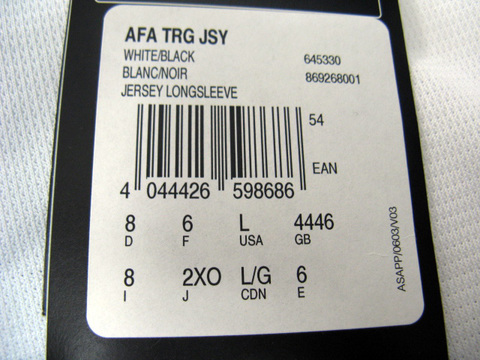 AFA TRG JSY
WHITE/BLACK 645330
BLANC/NOIR 869268001
JERSEY LONGSLEEVE
54
EAN
4 044426 598686
8 6 L 4446
D F USA GB
8 2XO L/G 6
I J CDN E
ASAPP/0603/V03